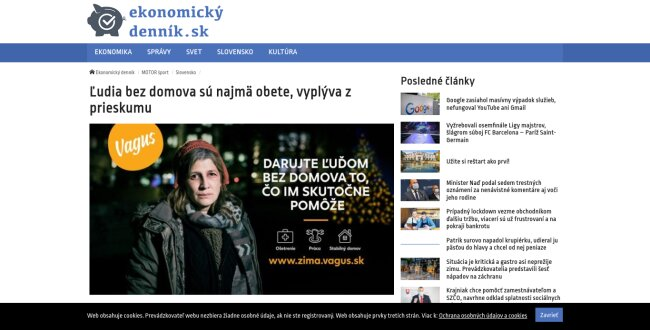 ekonomický
denník.sk
EKONOMIKA SPRÁVY SVET SLOVENSKO KULTÚRA
Ekonomický denník / MOTOR Šport / Slovensko /
Ľudia bez domova sú najmä obete, vyplýva z
prieskumu
Vagus
DARUJTE ĽUĎOM
BEZ DOMOVA TO,
ČO IM SKUTOČNE
POMÔŽE
Ošetrenie Práca Stabilný domov
www.zima.vagus.sk
Posledné články
Google zasiahol masívny výpadok služieb,
nefungoval YouTube ani Gmail
Vyžrebovali osemfinále Ligy majstrov,
šlágrom súboj FC Barcelona – Paríž Saint-
Germain
Užite si reštart ako prví!
Minister Naď podal sedem trestných
oznámení za nenávistné komentáre aj voči
jeho rodine
Prípadný lockdown vezme obchodníkom
ďalšiu tržbu, viacerí sú už frustrovaní a na
pokraji bankrotu
Patrik surovo napadol krupiérku, udieral ju
päsťou do hlavy a chcel od nej peniaze
Situácia je kritická a gastro asi neprežije
zimu. Prevádzkovatelia predstavili šesť
nápadov na záchranu
Krajniak chce pomôcť zamestnávateľom a
SZČO, navrhne odklad splatnosti sociálnych
Web obsahuje cookies. Prevádzkovateľ webu nezbiera žiadne osobné údaje, ak nie ste registrovaný. Web obsahuje prvky tretích strán. Viac k: Ochrana osobných údajov a cookies Zavrieť